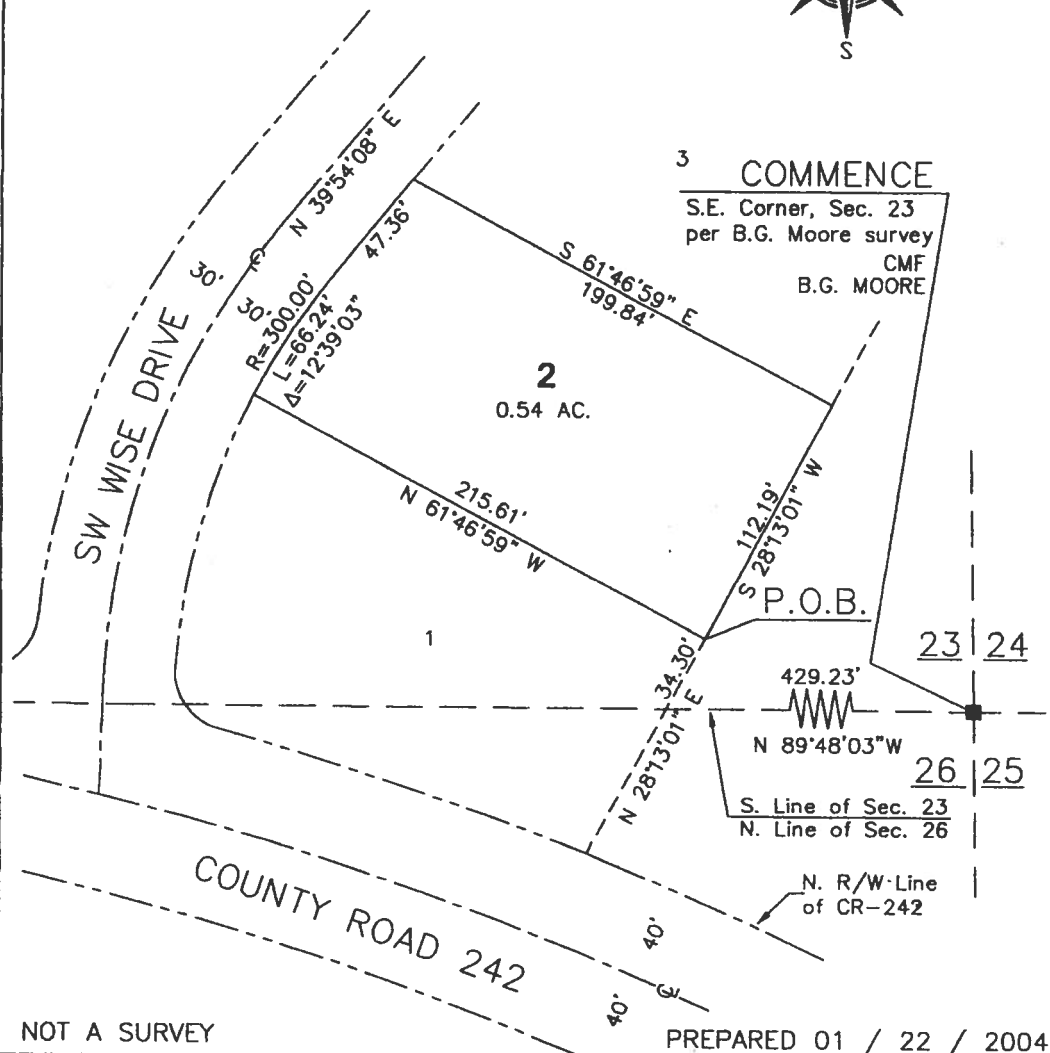 S
3
COMMENCE
S.E. Corner, Sec. 23
per B.G. Moore survey
CMF
B.G. MOORE
N 39°54'08" E
30'
℄
30'
47.36'
R=300.00'
L=66.24'
Δ=12°39'03"
S 61°46'59" E
199.84'
SW WISE DRIVE
2
0.54 AC.
215.61'
N 61°46'59" W
112.19'
S 28°13'01" W
P.O.B.
1
34.30'
N 28°13'01" E
23 24
429.23'
N 89°48'03"W
26 25
S. Line of Sec. 23
N. Line of Sec. 26
N. R/W Line
of CR-242
COUNTY ROAD 242
40'
℄
40'
NOT A SURVEY
PREPARED 01 / 22 / 2004